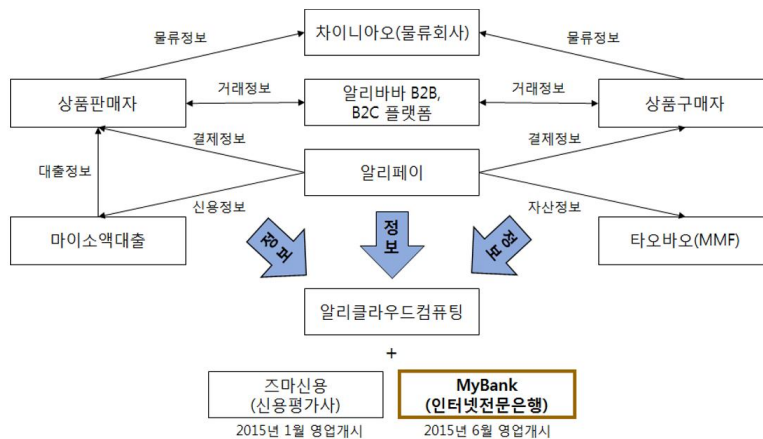 차이니아오(물류회사)
물류정보
물류정보
상품판매자
거래정보
알리바바 B2B,
B2C 플랫폼
거래정보
상품구매자
결제정보
결제정보
대출정보
알리페이
신용정보
자산정보
마이소액대출
타오바오(MMF)
정보
정보
정보
알리클라우드컴퓨팅
+
즈마신용
(신용평가사)
MyBank
(인터넷전문은행)
2015년 1월 영업개시
2015년 6월 영업개시